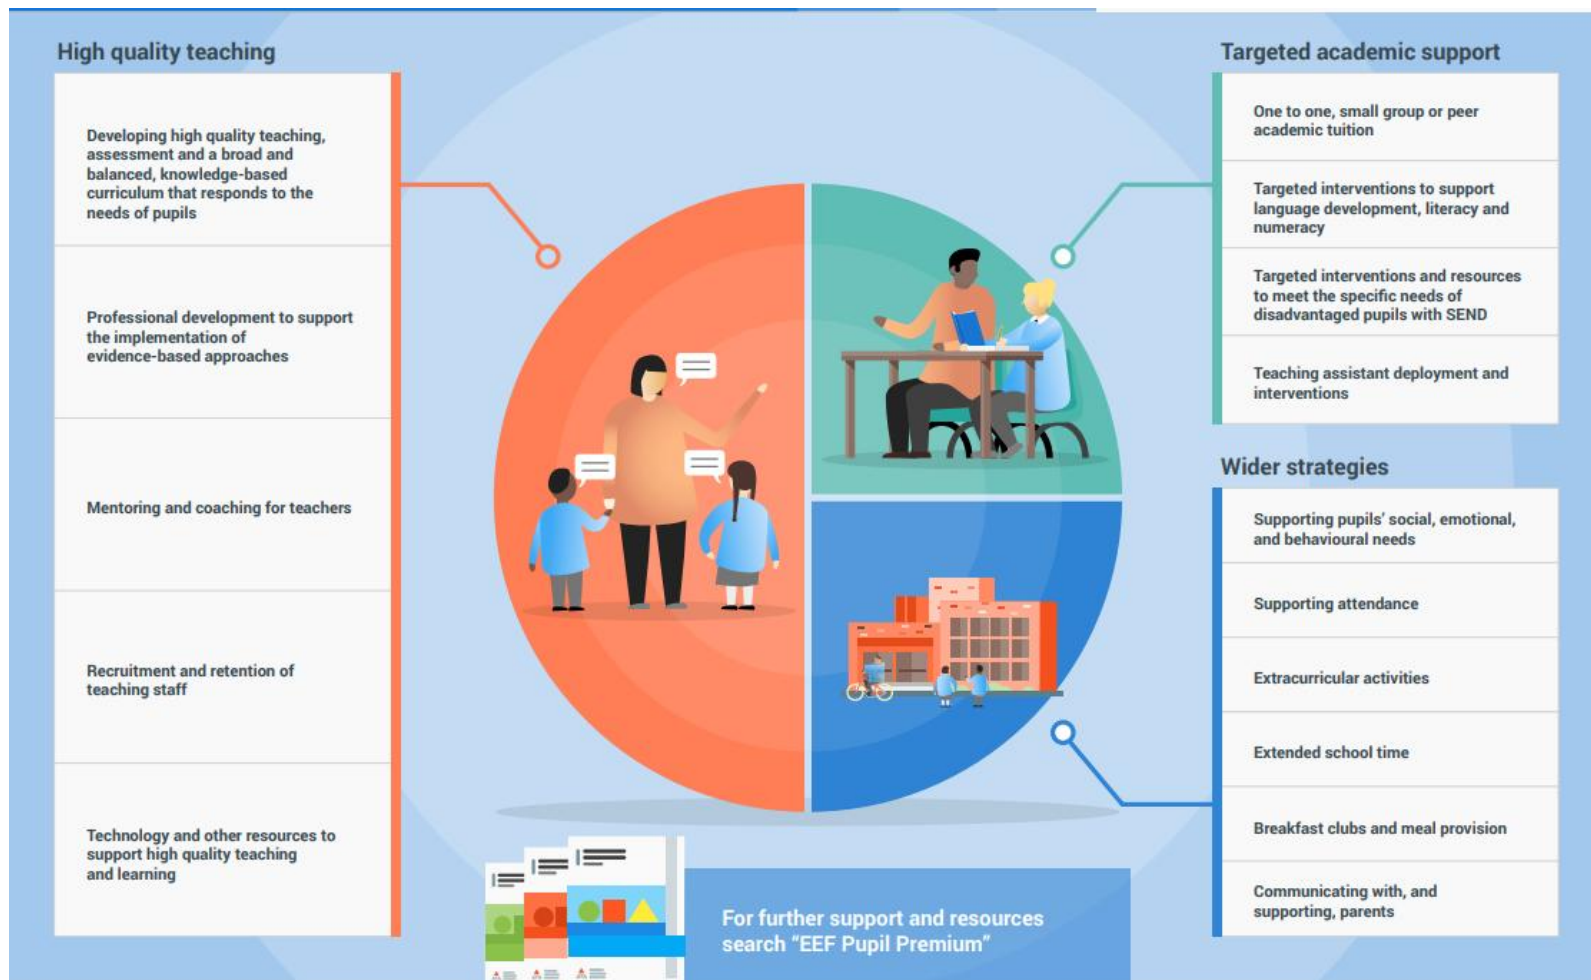 High quality teaching
Developing high quality teaching,
assessment and a broad and
balanced, knowledge-based
curriculum that responds to the
needs of pupils
Professional development to support
the implementation of
evidence-based approaches
Mentoring and coaching for teachers
Recruitment and retention of
teaching staff
Technology and other resources to
support high quality teaching
and learning
Targeted academic support
One to one, small group or peer
academic tuition
Targeted interventions to support
language development, literacy and
numeracy
Targeted interventions and resources
to meet the specific needs of
disadvantaged pupils with SEND
Teaching assistant deployment and
interventions
Wider strategies
Supporting pupils’ social, emotional,
and behavioural needs
Supporting attendance
Extracurricular activities
Extended school time
Breakfast clubs and meal provision
Communicating with, and
supporting, parents
For further support and resources
search “EEF Pupil Premium”